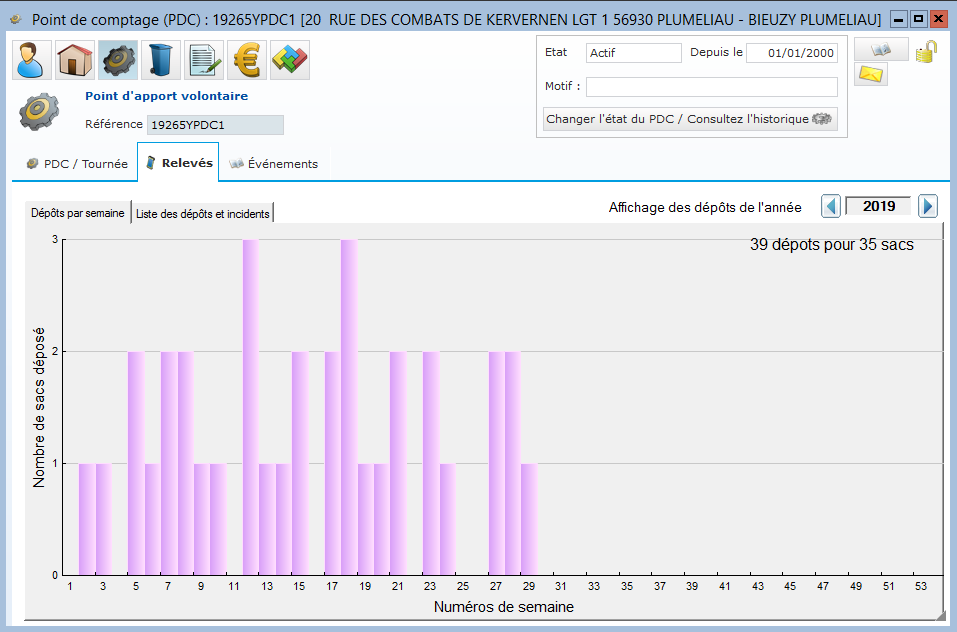 Point de comptage (PDC) : 19265YPDC1 [20  RUE DES COMBATS DE KERVERNEN LGT 1 56930 PLUMELIAU - BIEUZY PLUMELIAU]
Etat Actif Depuis le 01/01/2000
Motif :
Changer l'état du PDC / Consultez l'historique
Point d'apport volontaire
Référence 19265YPDC1
PDC / Tournée Relevés Événements
Dépôts par semaine Liste des dépôts et incidents
Affichage des dépôts de l'année 2019
39 dépots pour 35 sacs
Nombre de sacs déposé
3
2
1
0
1 3 5 7 9 11 13 15 17 19 21 23 25 27 29 31 33 35 37 39 41 43 45 47 49 51 53
Numéros de semaine